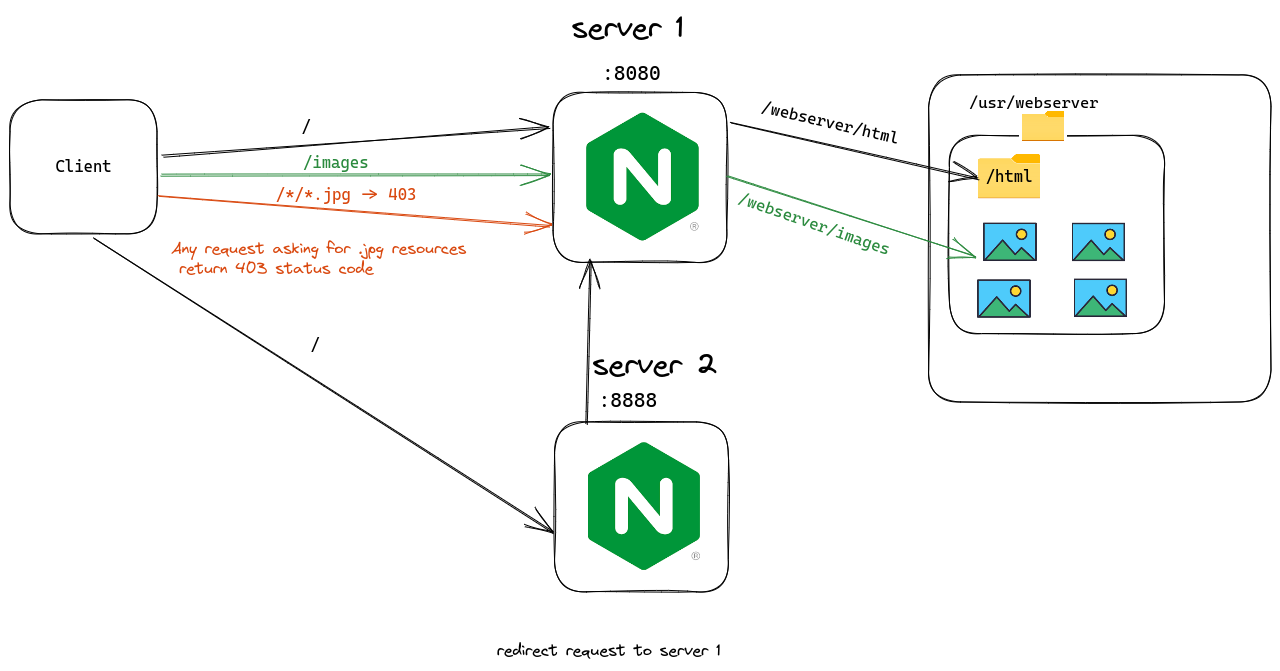 server 1
:8080
/usr/webserver
/webserver/html
/
Client
/images
/html
N
®
/*/*.jpg → 403
/webserver/images
Any request asking for .jpg resources
return 403 status code
/
server 2
:8888
N
®
redirect request to server 1